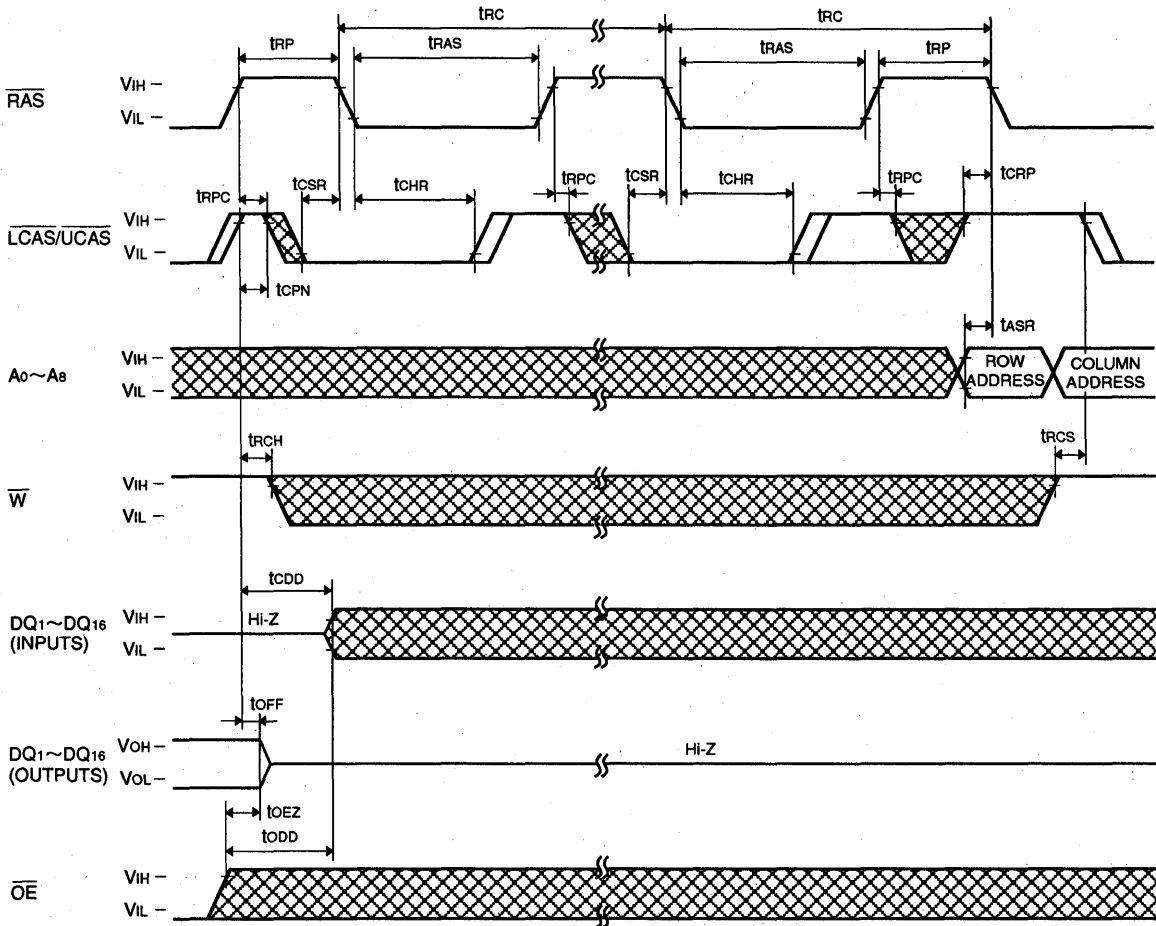 tRC tRC
tRP tRAS tRAS tRP
RAS VIH
VIL
tRPC tCSR tCHR tRPC tCSR tCHR tRPC tCRP
LCAS/UCAS VIH
VIL
tCPN
tASR
A0~A8 VIH
VIL
ROW ADDRESS
COLUMN ADDRESS
tRCH tRCS
W VIH
VIL
tCDD
DQ1~DQ16 (INPUTS) VIH
VIL
Hi-Z
tOFF
DQ1~DQ16 (OUTPUTS) VOH
VOL
Hi-Z
tOEZ
tODD
OE VIH
VIL